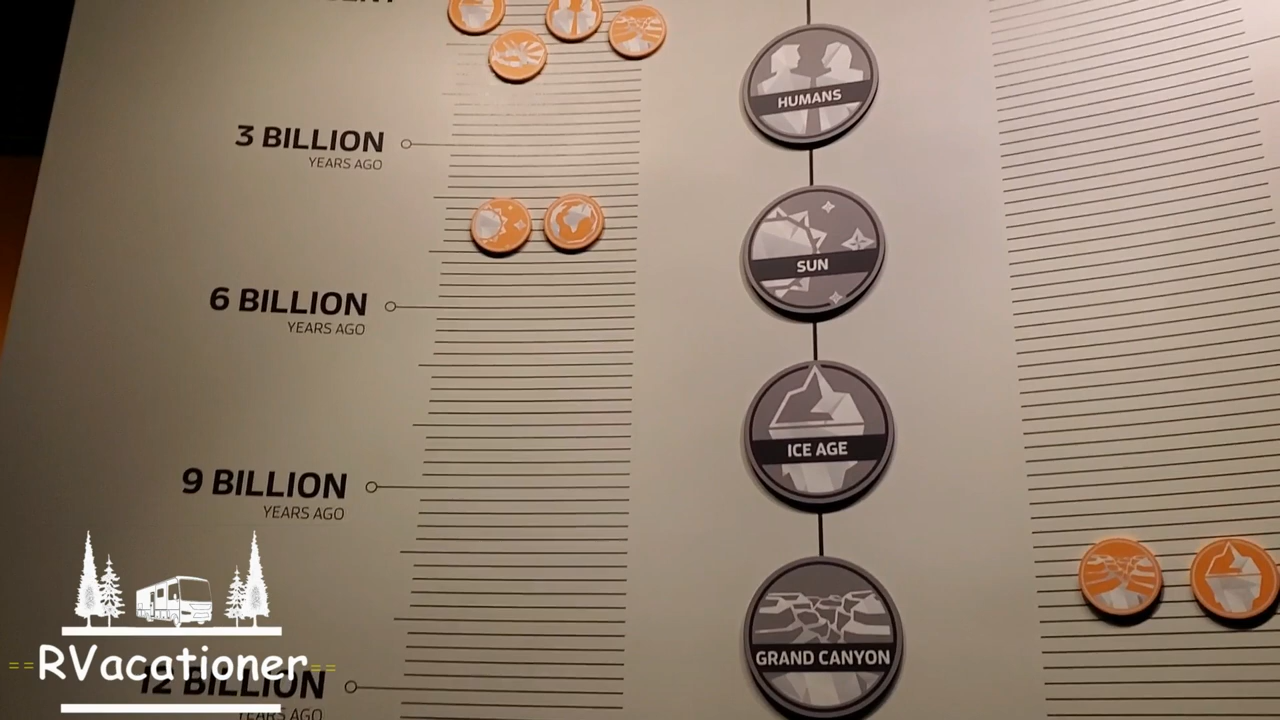 HUMANS
3 BILLION
YEARS AGO
SUN
6 BILLION
YEARS AGO
ICE AGE
9 BILLION
YEARS AGO
==RVacationer==
GRAND CANYON
12 BILLION
YEARS AGO